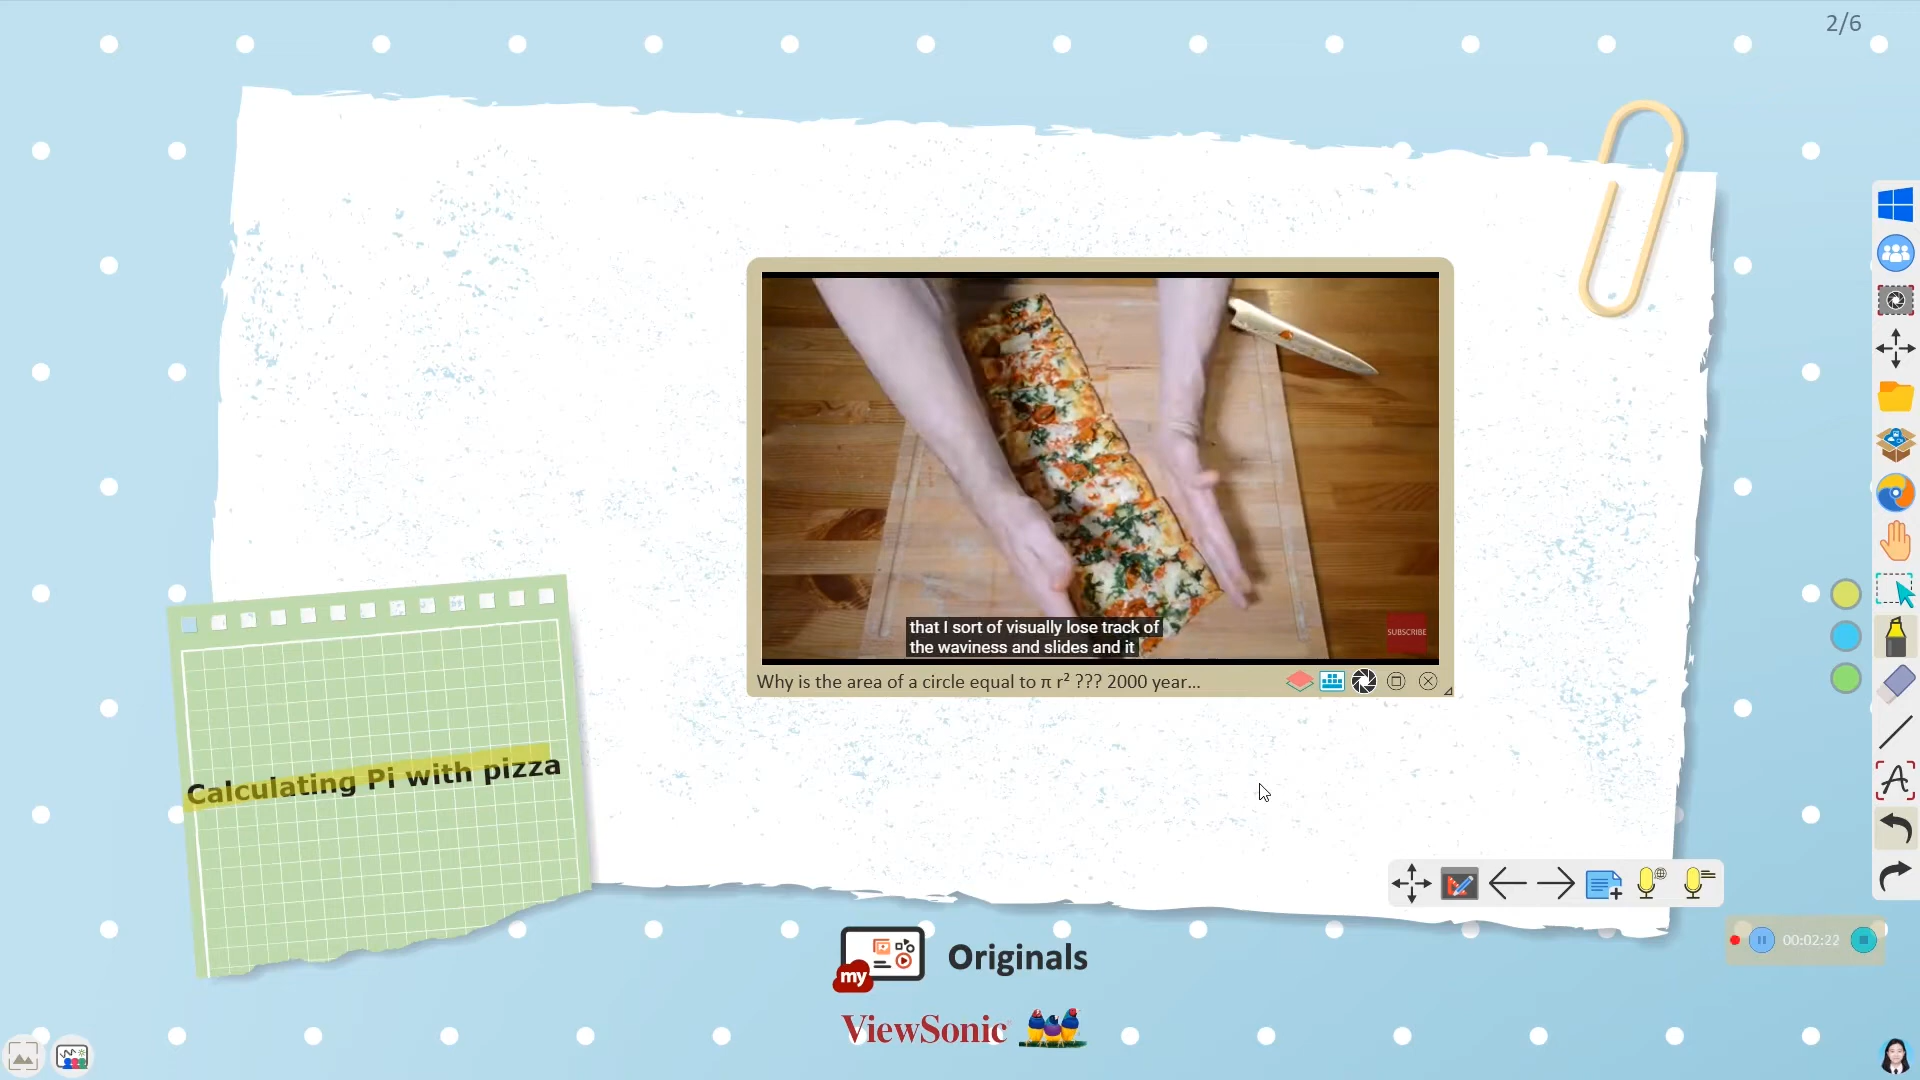 2/6
that I sort of visually lose track of
the waviness and slides and it
SUBSCRIBE
Why is the area of a circle equal to π r² ??? 2000 year...
Calculating Pi with pizza
00:02:22
my
Originals
ViewSonic